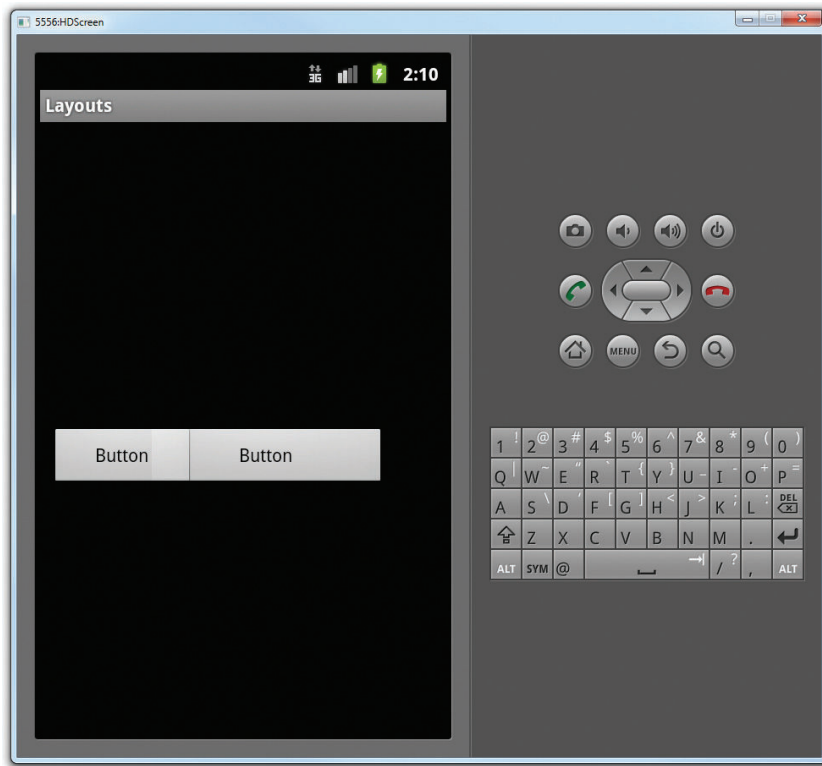 5556:HDScreen
3G 2:10
Layouts
Button Button
MENU
1 ! 2 @ 3 # 4 $ 5 % 6 ^ 7 & 8 * 9 ( 0 )
Q | W ~ E " R ` T { Y } U _ I - O + P =
A S \ D ' F [ G ] H < J > K ; L : DEL
Z X C V B N M .
ALT SYM @ / ? , ALT